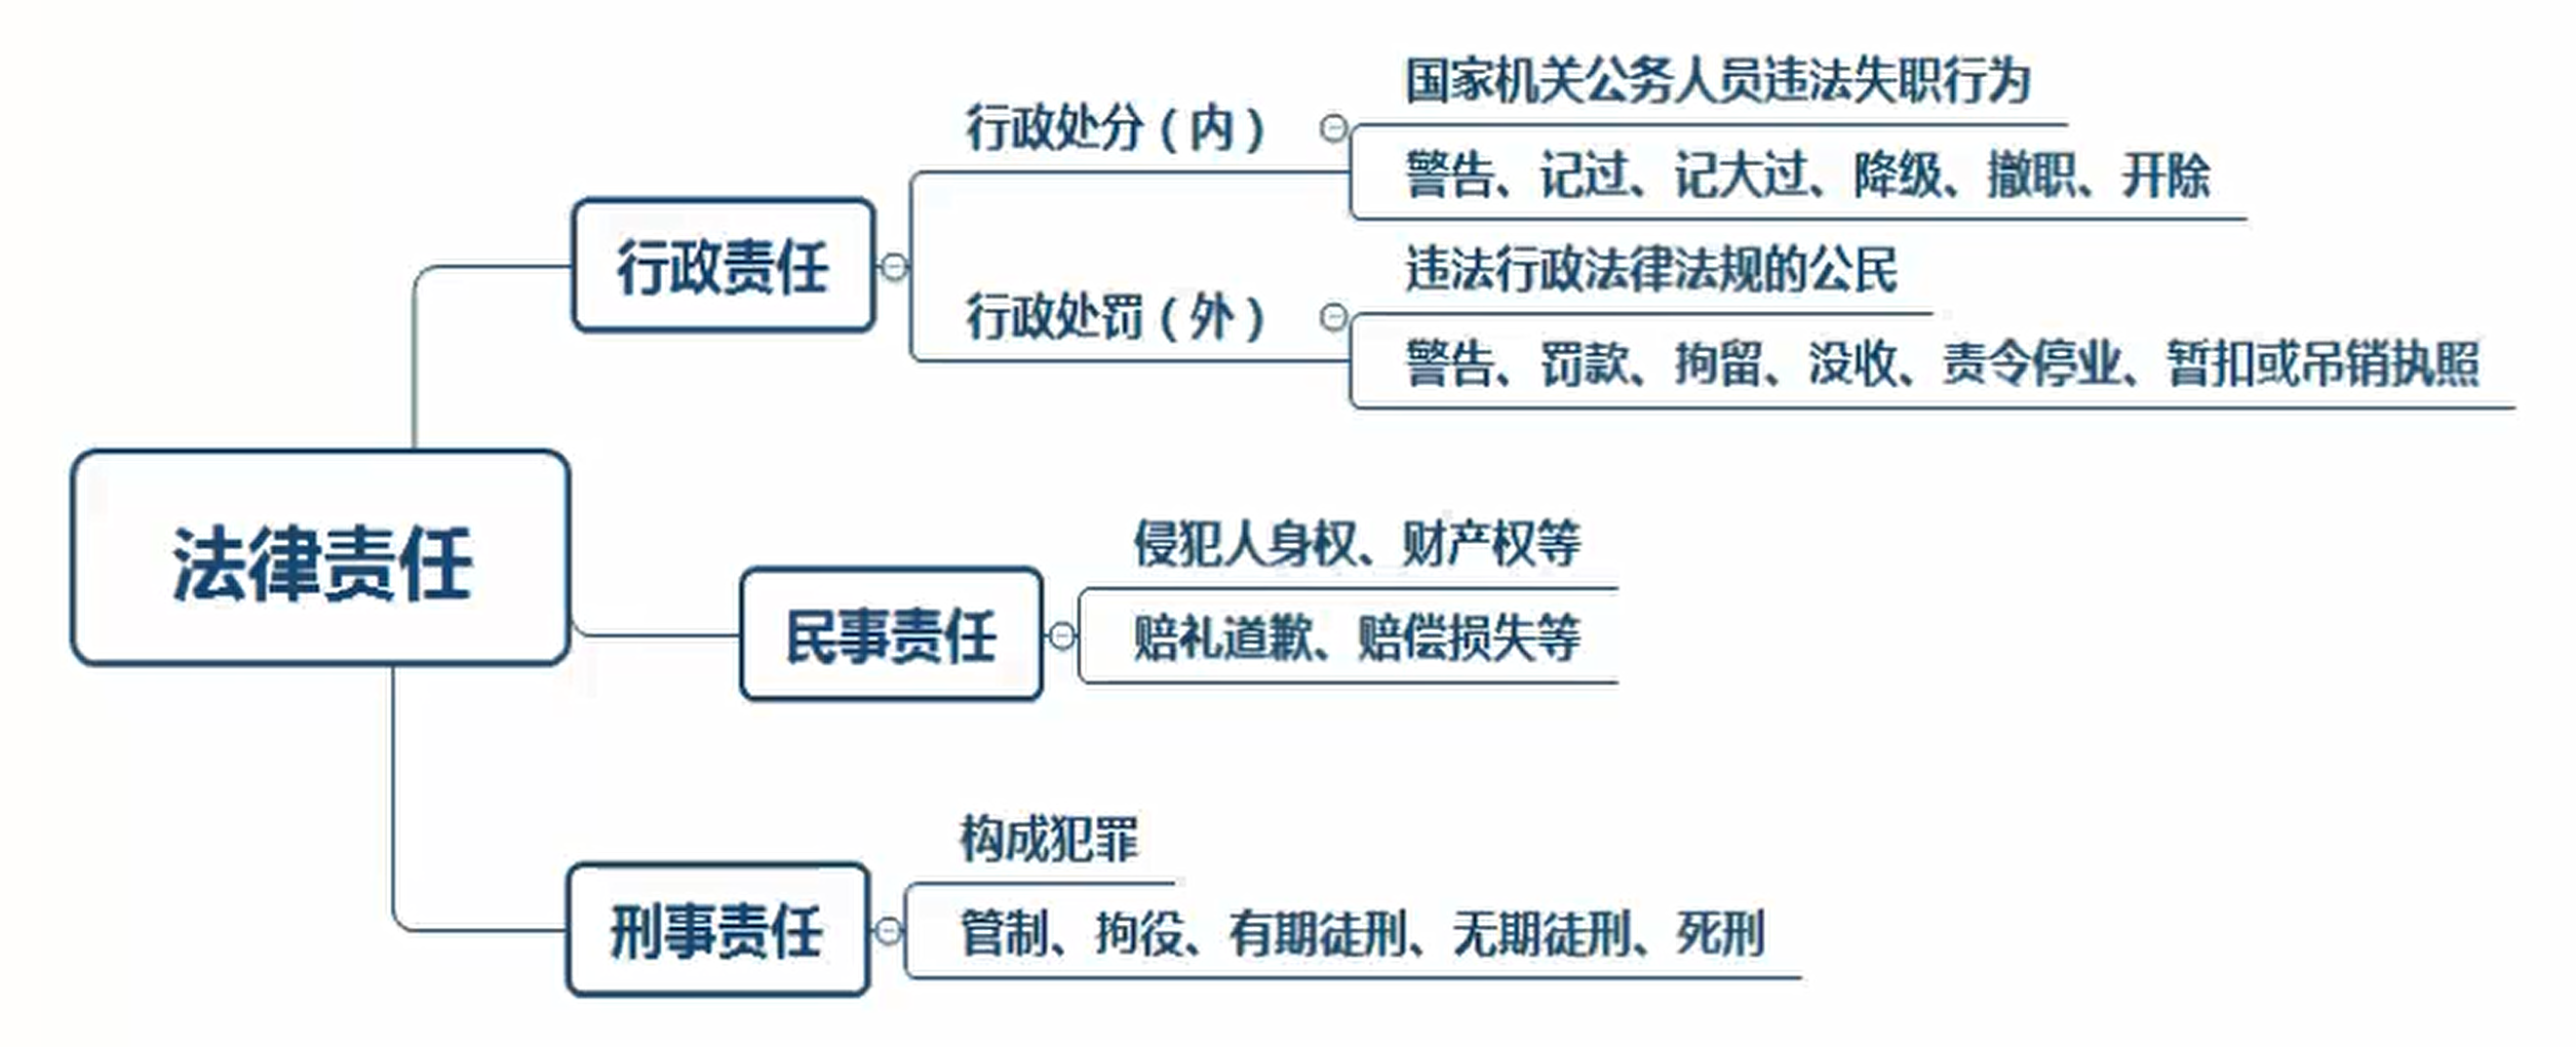 法律责任
行政责任
行政处分（内）
国家机关公务人员违法失职行为
警告、记过、记大过、降级、撤职、开除
行政处罚（外）
违法行政法律法规的公民
警告、罚款、拘留、没收、责令停业、暂扣或吊销执照
民事责任
侵犯人身权、财产权等
赔礼道歉、赔偿损失等
刑事责任
构成犯罪
管制、拘役、有期徒刑、无期徒刑、死刑